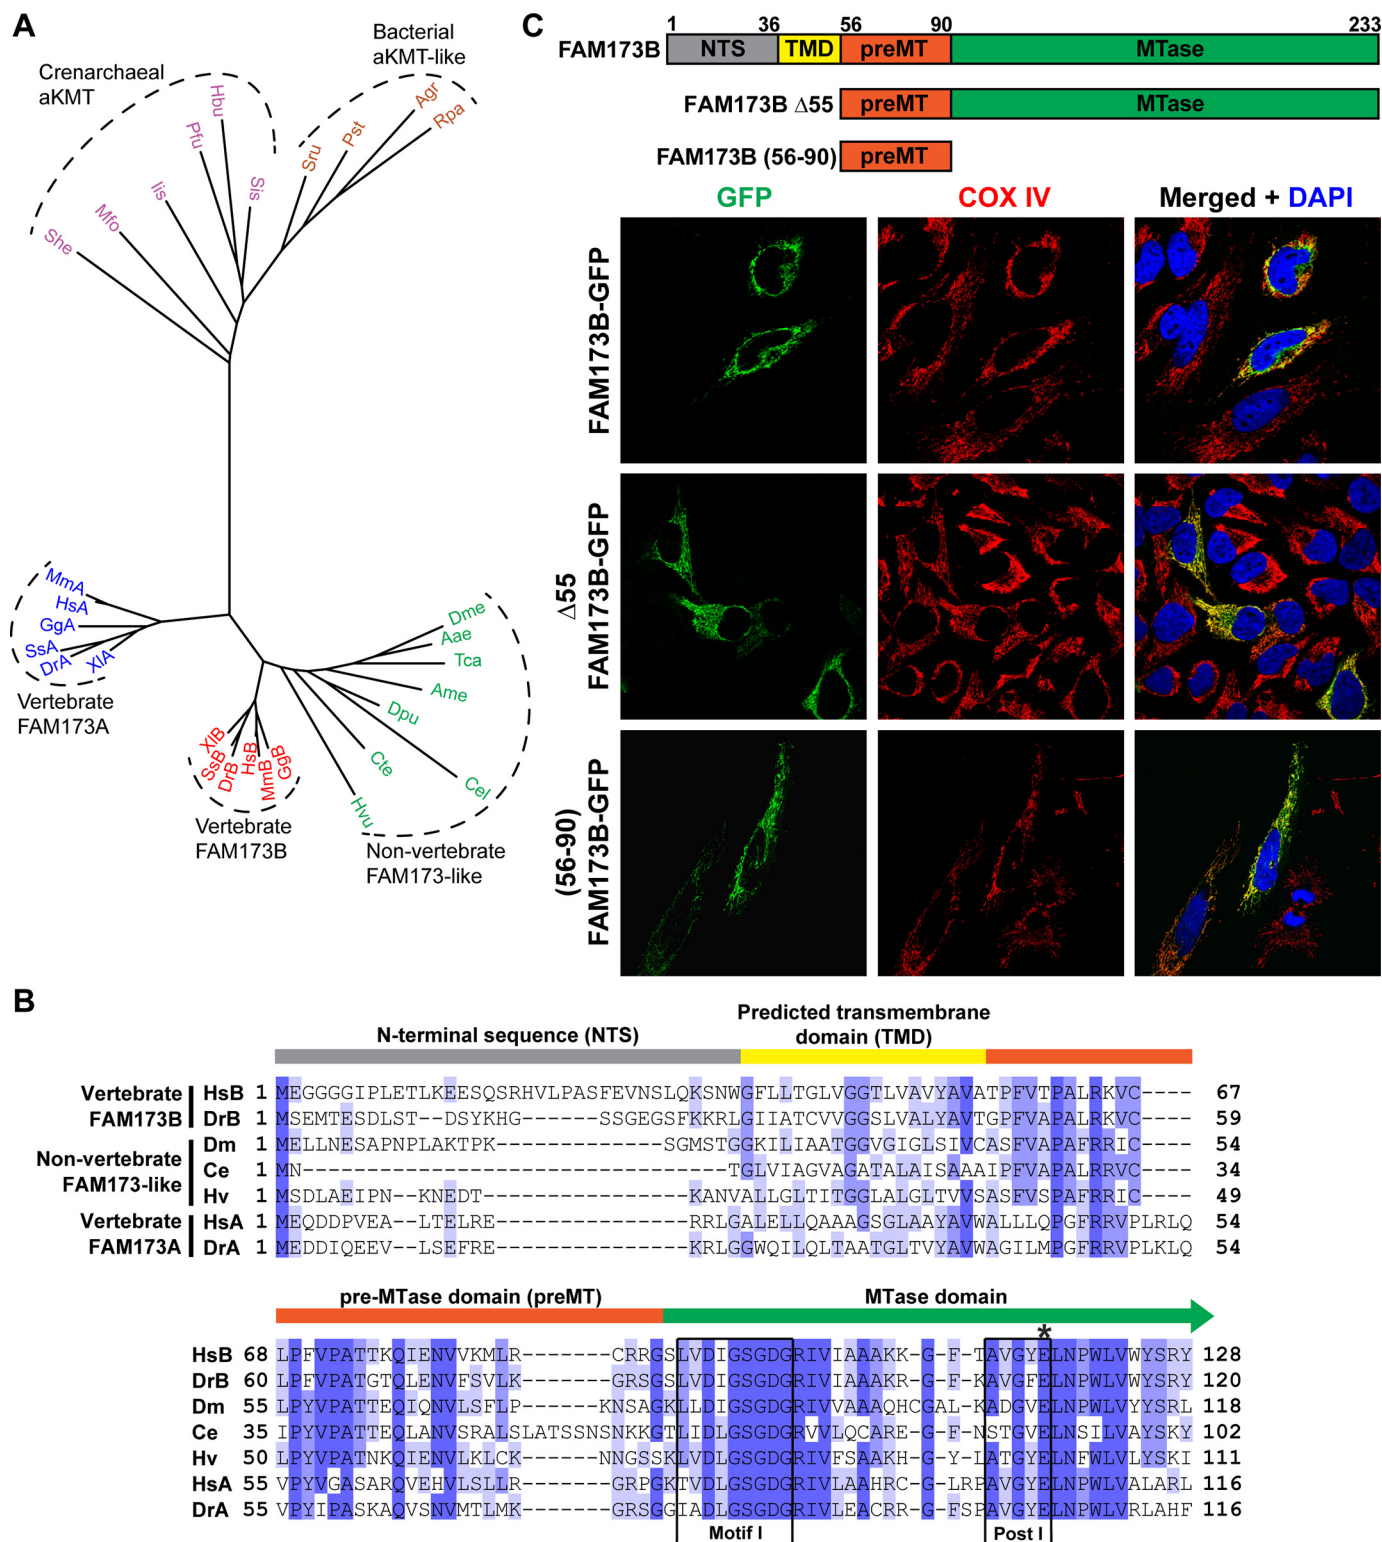 A
Crenarchaeal
aKMT
Bacterial
aKMT-like
She
Mfo
Iis
Pfu
Hbu
Sis
Sru
Pst
Agr
Rpa
MmA
HsA
GgA
SsA
DrA
XlA
Vertebrate
FAM173A
XlB
SsB
DrB
HsB
MmB
GgB
Vertebrate
FAM173B
Dme
Aae
Tca
Ame
Dpu
Cel
Cte
Hvu
Non-vertebrate
FAM173-like
C
1 36 56 90 233
FAM173B NTS TMD preMT MTase
FAM173B Δ55 preMT MTase
FAM173B (56-90) preMT
GFP COX IV Merged + DAPI
FAM173B-GFP
Δ55
FAM173B-GFP
(56-90)
FAM173B-GFP
B
N-terminal sequence (NTS)
Predicted transmembrane
domain (TMD)
Vertebrate
FAM173B
Non-vertebrate
FAM173-like
Vertebrate
FAM173A
HsB 1 MEGGGGIPLETLKEESQSRHVLPASFEVNSLQKSNWGFLLTGLVGGTLVAVYAVATPFVTPALRKVC---- 67
DrB 1 MSEMTESDLST--DSYKHG------SSGEGSFKKRLGIIATCVVGGSLVALYAVTGPFVAPALRKVC---- 59
Dm 1 MELLNESAPNPLAKTPK-------------SGMSTGGKILIAATGGVGIGLSIVCASFVAPAFRRIC---- 54
Ce 1 MN---------------------------------TGLVIAGVAGATALAISAAAIPFVAPALRRVC---- 34
Hv 1 MSDLAEIPN--KNEDT----------------KANVALLGLTITGGLALGLTVVSASFVSPAFRRIC---- 49
HsA 1 MEQDDPVEA--LTELRE---------------RRLGALELLQAAAGSGLAAYAVWALLLQPGFRRVPLRLQ 54
DrA 1 MEDDIQEEV--LSEFRE---------------KRLGGWQILQLTAATGLTVYAVWAGILMPGFRRVPLKLQ 54
pre-MTase domain (preMT) MTase domain
*
HsB 68 LPFVPATTKQIENVVKMLR-------CRRGSLVDIGSGDGRIVIAAAKK-G-F-TAVGYELNPWLVWYSRY 128
DrB 60 LPFVPATGTQLENVFSVLK-------GRSGSLVDIGSGDGRIVIAAAKR-G-F-KAVGFELNPWLVWYSRY 120
Dm 55 LPYVPATTEQIQNVLSFLP-------KNSAGKLLDIGSGDGRIVVAAAQHCGAL-KADGVELNPWLVYYSRL 118
Ce 35 IPYVPATTEQLANVSRALSLATSSNSNKKGTLIDLGSGDGRVVLQCARE-G-F-NSTGVELNSILVAYSKY 102
Hv 50 LPYVPATNKQIENVLKLCK-------NNGSSKLVDLGSGDGRIVFSAAKH-G-Y-LATGYELNFWLVLYSKI 111
HsA 55 VPYVGASARQVEHVLSLLR-------GRPGKTVDLGSGDGRIVLAAHRC-G-LRPAVGYELNPWLVALARL 116
DrA 55 VPYIPASKAQVSNVMTLMK-------GRSGGIADLGSGDGRIVLEACRR-G-FSPAVGYELNPWLVRLAHF 116
Motif I Post I